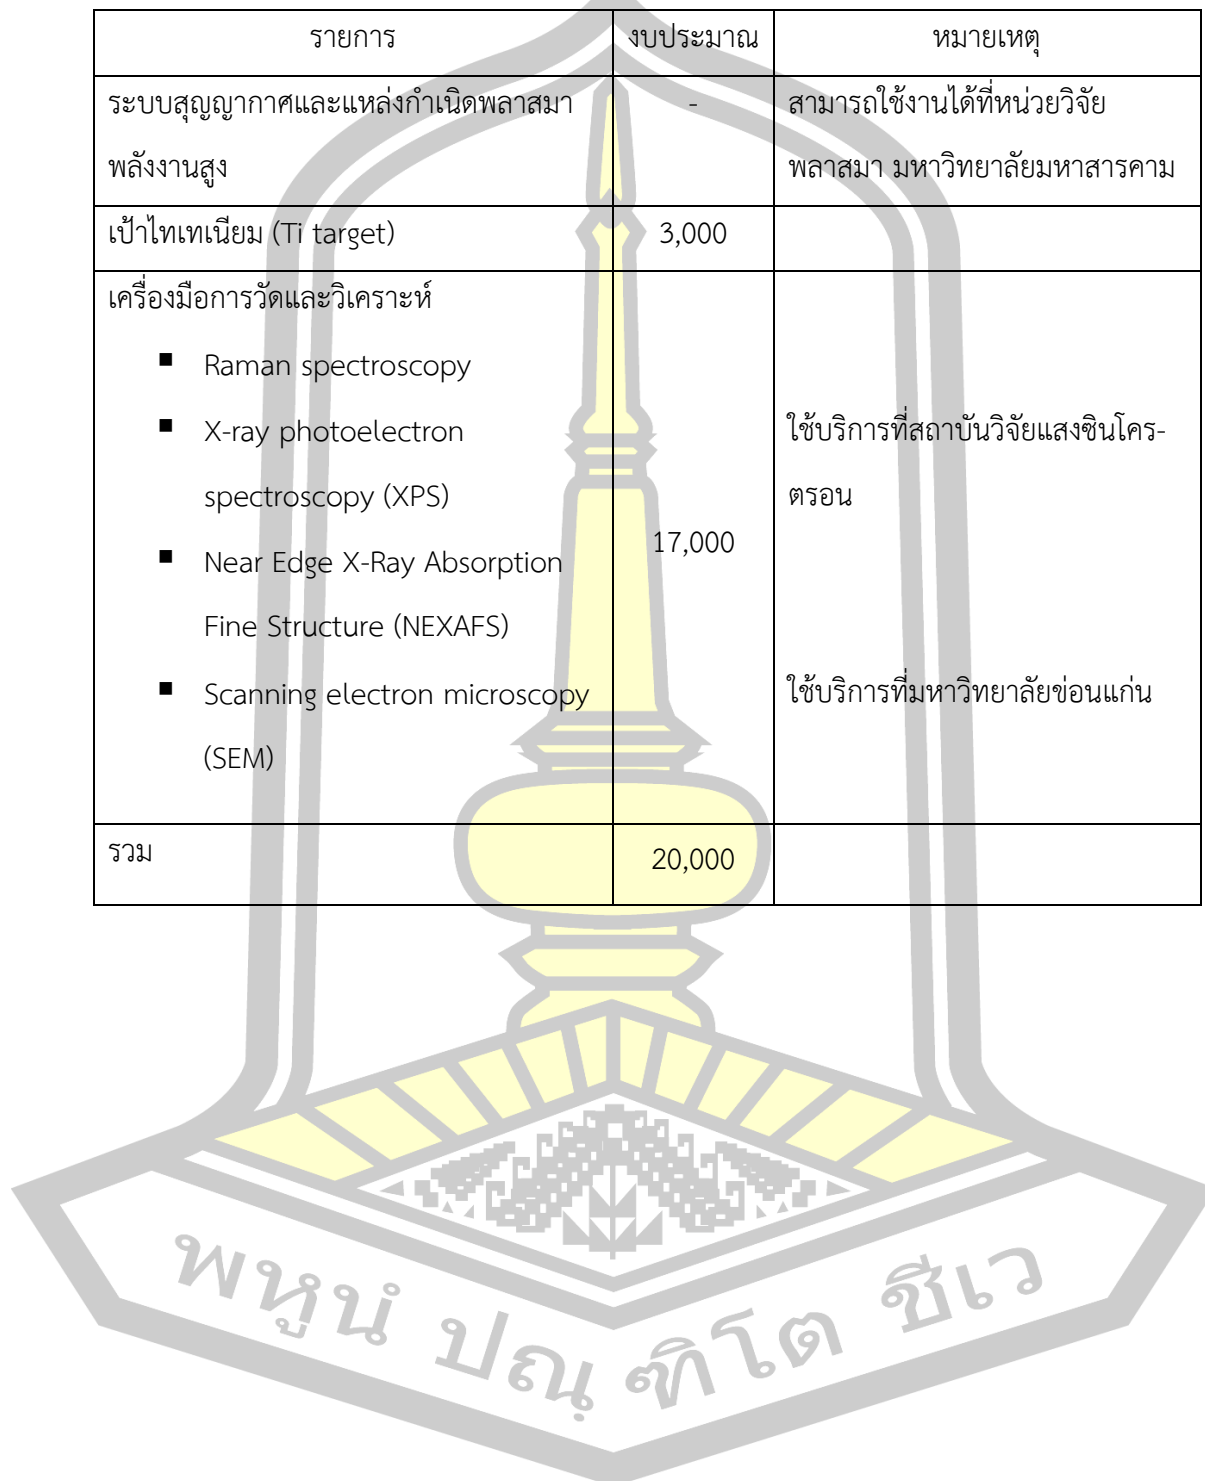 รายการ งบประมาณ หมายเหตุ
ระบบสุญญากาศและแหล่งกำเนิดพลาสมา - สามารถใช้งานได้ที่หน่วยวิจัย
พลังงานสูง พลาสมา มหาวิทยาลัยมหาสารคาม
เป้าไทเทเนียม (Ti target) 3,000
เครื่องมือการวัดและวิเคราะห์
■ Raman spectroscopy
■ X-ray photoelectron ใช้บริการที่สถาบันวิจัยแสงซินโคร-
spectroscopy (XPS) ตรอน
17,000
■ Near Edge X-Ray Absorption
Fine Structure (NEXAFS)
■ Scanning electron microscopy ใช้บริการที่มหาวิทยาลัยข่อนแก่น
(SEM)
รวม 20,000
พหูนํ ปณฺฑิโต ชีเว